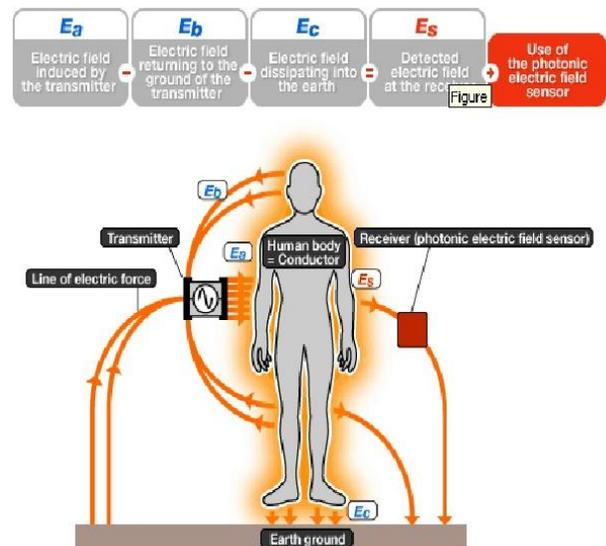 Ea
Electric field
induced by
the transmitter
-
Eb
Electric field
returning to the
ground of the
transmitter
-
Ec
Electric field
dissipating into
the earth
=
Es
Detected
electric field
at the
Figure
Use of
the photonic
electric field
sensor
Eb
Transmitter
Ea
Human body
= Conductor
Receiver (photonic electric field sensor)
Line of electric force
Es
Ec
Earth ground